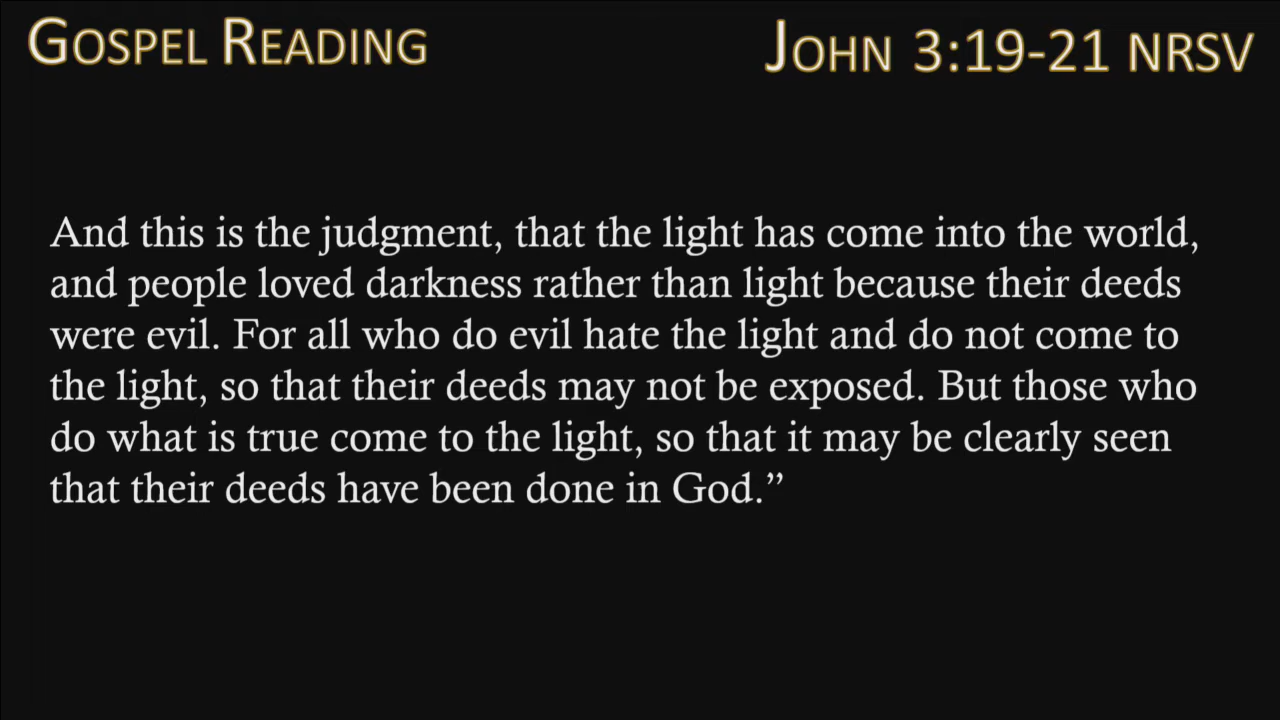 GOSPEL READING
JOHN 3:19-21 NRSV
And this is the judgment, that the light has come into the world,
and people loved darkness rather than light because their deeds
were evil. For all who do evil hate the light and do not come to
the light, so that their deeds may not be exposed. But those who
do what is true come to the light, so that it may be clearly seen
that their deeds have been done in God.”